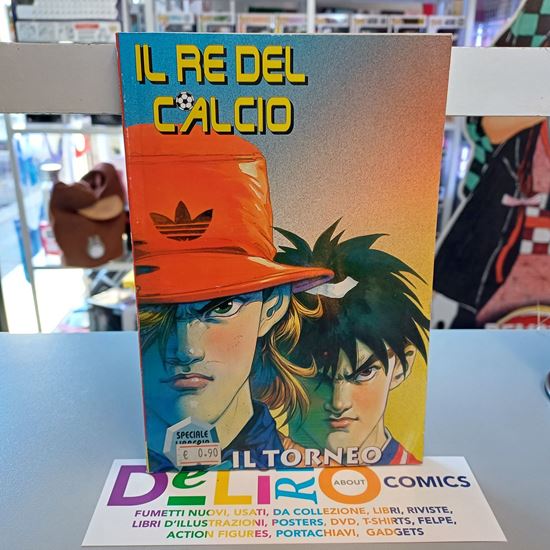 IL RE DEL
CALCIO
SPECIALE
€ 0.90
IL TORNEO
DeLiRO
ABOUT
COMICS
FUMETTI NUOVI, USATI, DA COLLEZIONE, LIBRI, RIVISTE,
LIBRI D'ILLUSTRAZIONI, POSTERS, DVD, T-SHIRTS, FELPE,
ACTION FIGURES, PORTACHIAVI, GADGETS